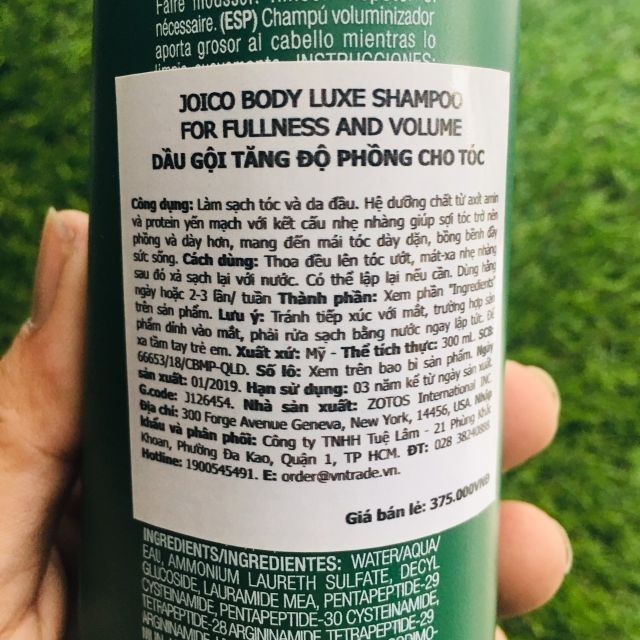 Faire mousser.
nécessaire. (ESP) Champú voluminizador
aporta grosor al cabello mientras lo
INSTRUCCIONES:
JOICO BODY LUXE SHAMPOO
FOR FULLNESS AND VOLUME
DẦU GỘI TĂNG ĐỘ PHỒNG CHO TÓC
Công dụng: Làm sạch tóc và da đầu. Hệ dưỡng chất từ axít amin
và protein yến mạch với kết cấu nhẹ nhàng giúp sợi tóc trở nên
phồng và dày hơn, mang đến mái tóc dày dặn, bồng bềnh đầy
sức sống. Cách dùng: Thoa đều lên tóc ướt, mát-xa nhẹ nhàng
sau đó xả sạch lại với nước. Có thể lặp lại nếu cần. Dùng hằng
ngày hoặc 2-3 lần/ tuần Thành phần: Xem phần "Ingredients"
trên sản phẩm. Lưu ý: Tránh tiếp xúc với mắt, trường hợp sản
phẩm dính vào mắt, phải rửa sạch bằng nước ngay lập tức. Để
xa tầm tay trẻ em. Xuất xứ: Mỹ - Thể tích thực: 300 mL. SCB:
66653/18/CBMP-QLD. Số lô: Xem trên bao bì sản phẩm. Ngày
sản xuất: 01/2019. Hạn sử dụng: 03 năm kể từ ngày sản xuất.
G.code: J126454. Nhà sản xuất: ZOTOS International INC.
Địa chỉ: 300 Forge Avenue Geneva, New York, 14456, USA. Nhập
khẩu và phân phối: Công ty TNHH Tuệ Lâm - 21 Phùng Khắc
Khoan, Phường Đa Kao, Quận 1, TP HCM. ĐT: 028 38240888.
Hotline: 1900545491. E: order@vntrade.vn.
Giá bán lẻ: 375.000VNĐ
INGREDIENTS/INGREDIENTES: WATER/AQUA/
EAU, AMMONIUM LAURETH SULFATE, DECYL
GLUCOSIDE, LAURAMIDE MEA, PENTAPEPTIDE-29
CYSTEINAMIDE, PENTAPEPTIDE-30 CYSTEINAMIDE,
TETRAPEPTIDE-28 ARGININAMIDE, TETRAPEPTIDE-29